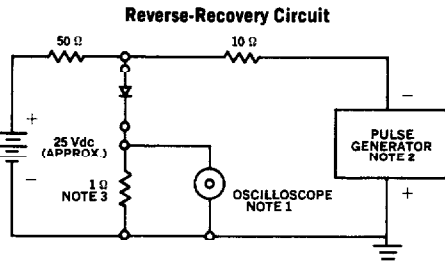 Reverse-Recovery Circuit
50 Ω
10 Ω
+
−
25 Vdc
(APPROX.)
−
1 Ω
NOTE 3
OSCILLOSCOPE
NOTE 1
PULSE
GENERATOR
NOTE 2
+